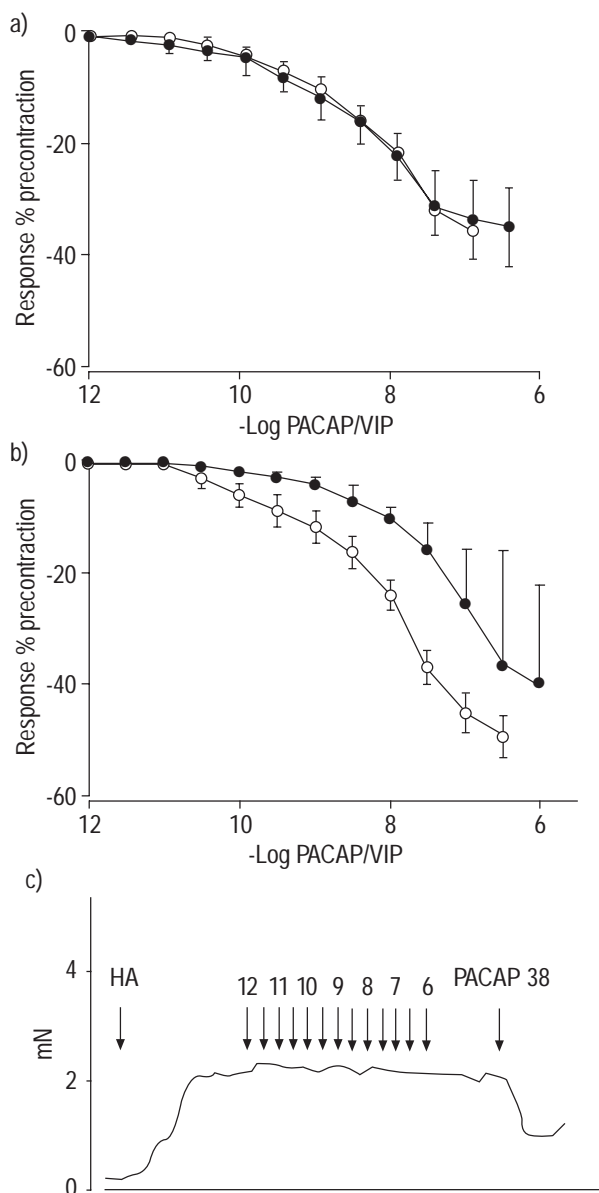 a)
0
-20
-40
-60
Response % precontraction
12 10 8 6
-Log PACAP/VIP
b)
0
-20
-40
-60
Response % precontraction
12 10 8 6
-Log PACAP/VIP
c)
4
2
0
mN
HA
12 11 10 9 8 7 6
PACAP 38